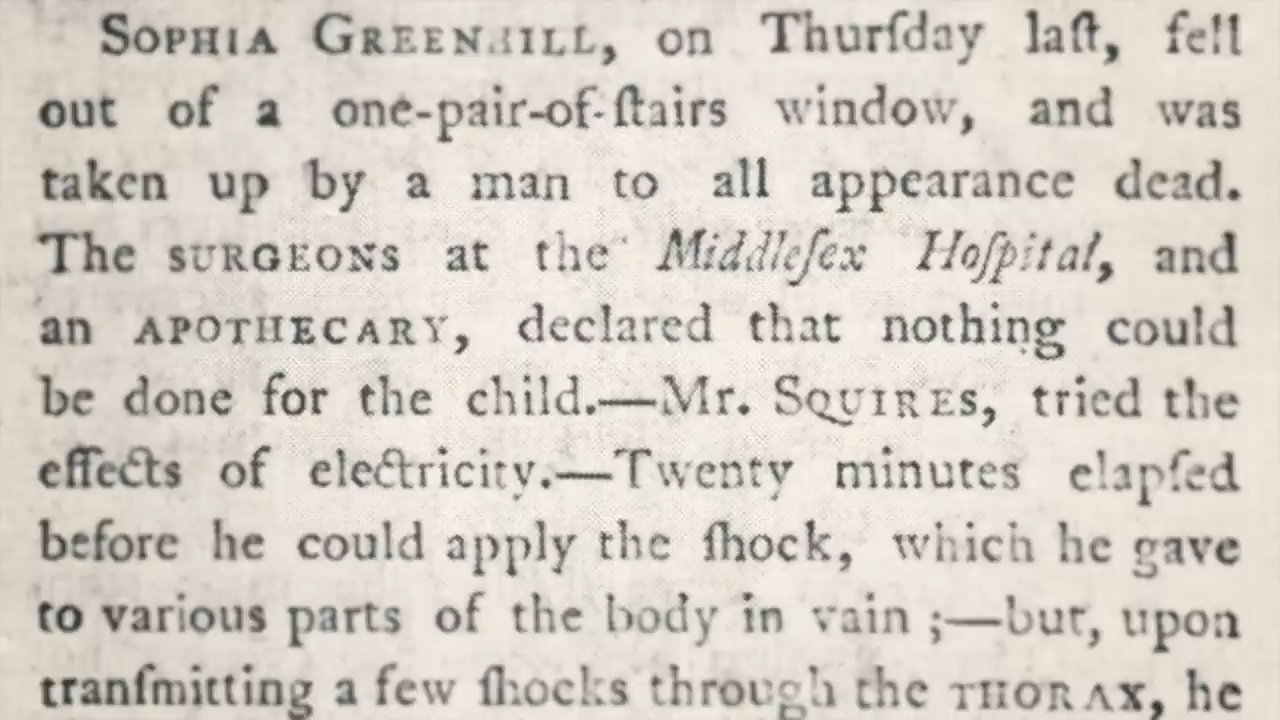 SOPHIA GREENHILL, on Thurſday laſt, fell
out of a one-pair-of-ſtairs window, and was
taken up by a man to all appearance dead.
The SURGEONS at the Middleſex Hoſpital, and
an APOTHECARY, declared that nothing could
be done for the child.—Mr. SQUIRES, tried the
effects of electricity.—Twenty minutes elapſed
before he could apply the ſhock, which he gave
to various parts of the body in vain ;—but, upon
tranſmitting a few ſhocks through the THORAX, he